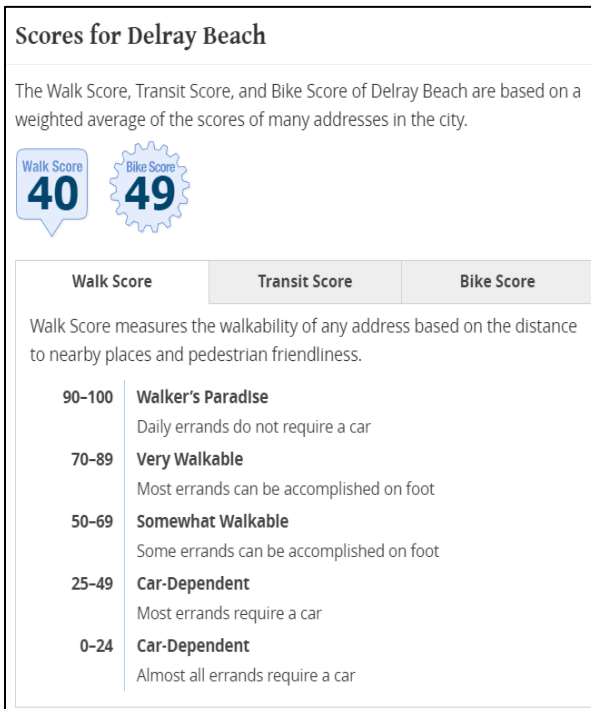 Scores for Delray Beach
The Walk Score, Transit Score, and Bike Score of Delray Beach are based on a
weighted average of the scores of many addresses in the city.
Walk Score
40
Bike Score
49
Walk Score Transit Score Bike Score
Walk Score measures the walkability of any address based on the distance
to nearby places and pedestrian friendliness.
90–100 Walker's Paradise
Daily errands do not require a car
70–89 Very Walkable
Most errands can be accomplished on foot
50–69 Somewhat Walkable
Some errands can be accomplished on foot
25–49 Car-Dependent
Most errands require a car
0–24 Car-Dependent
Almost all errands require a car